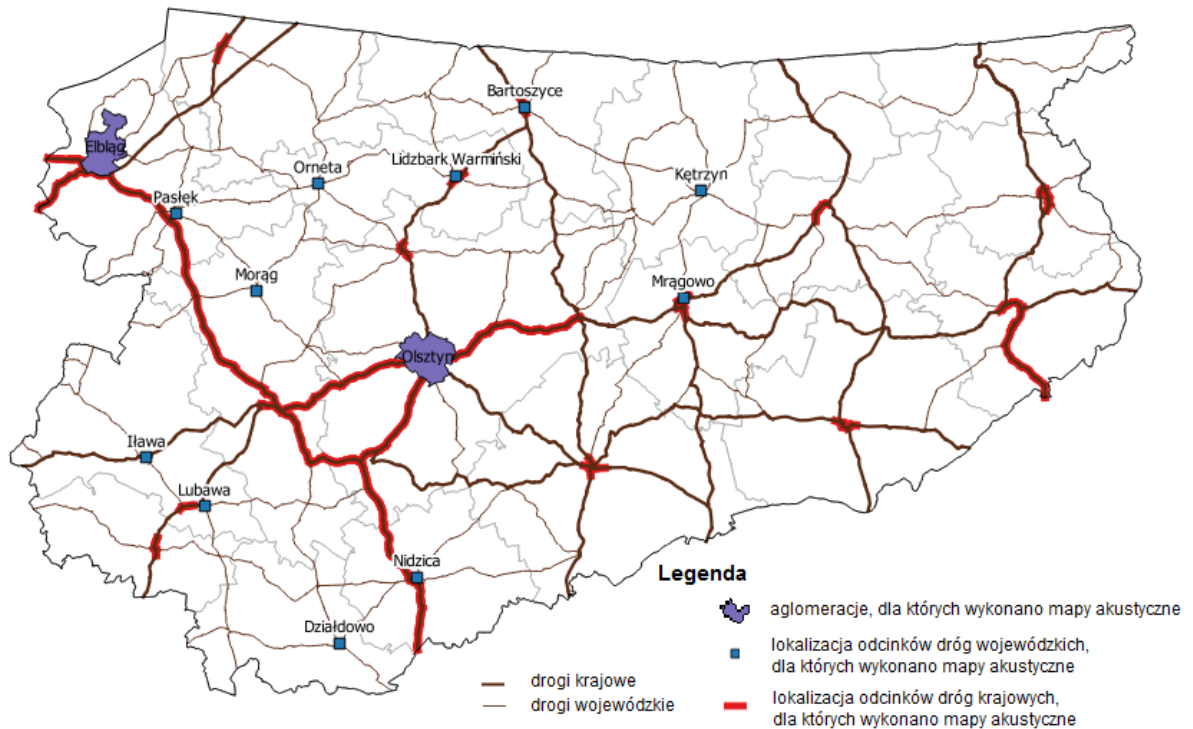 Bartoszyce
Elbląg
Orneta
Lidzbark Warmiński
Kętrzyn
Pasłęk
Morąg
Mrągowo
Olsztyn
Iława
Lubawa
Nidzica
Działdowo
Legenda
aglomeracje, dla których wykonano mapy akustyczne
lokalizacja odcinków dróg wojewódzkich,
dla których wykonano mapy akustyczne
drogi krajowe
drogi wojewódzkie
lokalizacja odcinków dróg krajowych,
dla których wykonano mapy akustyczne